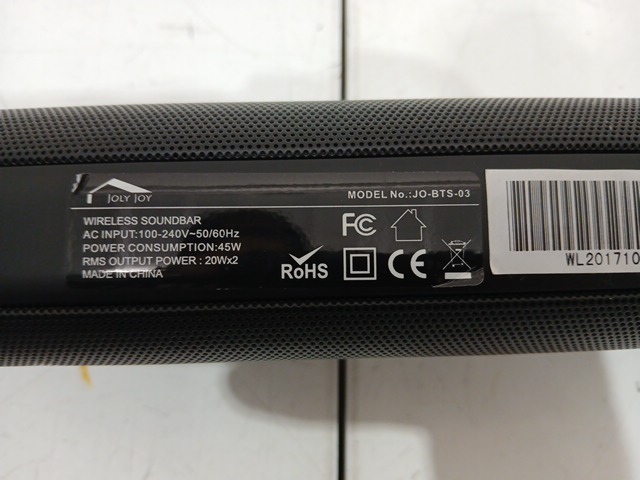 JOLY JOY
MODEL No.:JO-BTS-03
WIRELESS SOUNDBAR
AC INPUT:100-240V~50/60Hz
POWER CONSUMPTION:45W
RMS OUTPUT POWER : 20Wx2
MADE IN CHINA
FC
RoHS
CE
WL201710